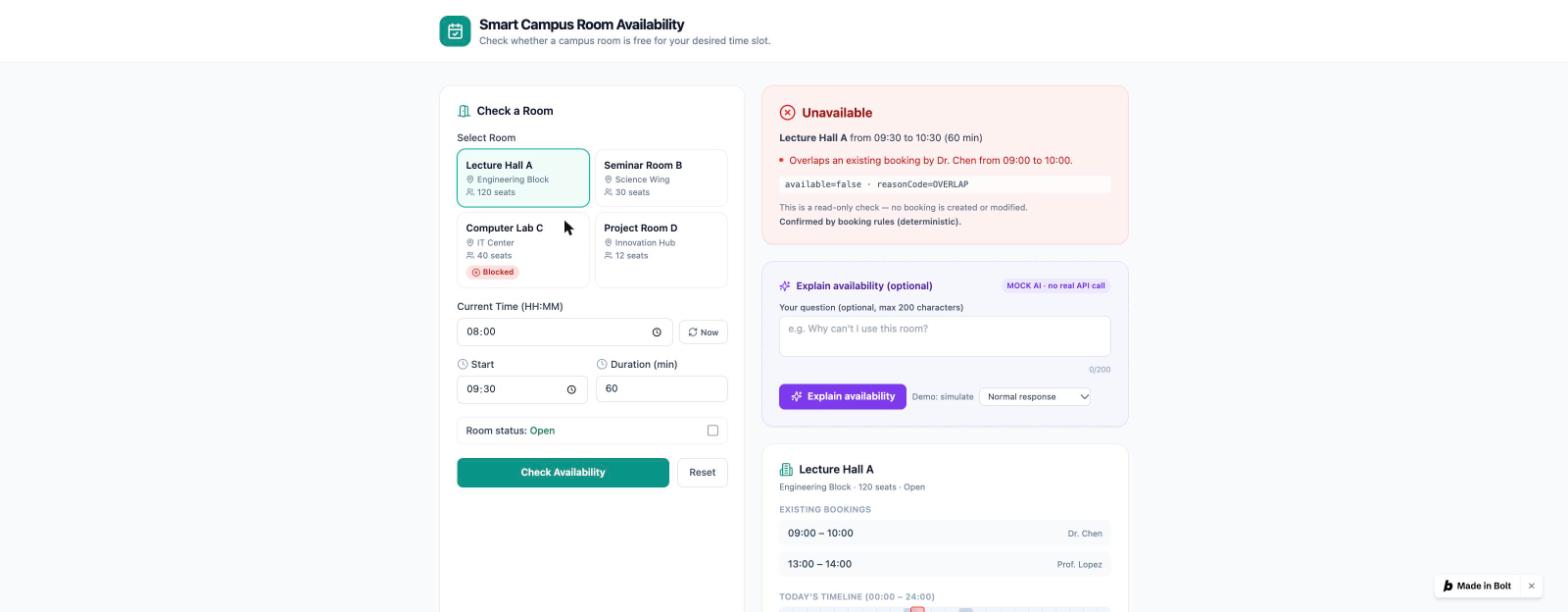 Smart Campus Room Availability
Check whether a campus room is free for your desired time slot.
Check a Room
Select Room
Lecture Hall A
Engineering Block
120 seats
Seminar Room B
Science Wing
30 seats
Computer Lab C
IT Center
40 seats
Blocked
Project Room D
Innovation Hub
12 seats
Current Time (HH:MM)
08:00
Now
Start
Duration (min)
09:30
60
Room status: Open
Check Availability
Reset
Unavailable
Lecture Hall A from 09:30 to 10:30 (60 min)
• Overlaps an existing booking by Dr. Chen from 09:00 to 10:00.
available=false · reasonCode=OVERLAP
This is a read-only check — no booking is created or modified.
Confirmed by booking rules (deterministic).
Explain availability (optional)
MOCK AI · no real API call
Your question (optional, max 200 characters)
e.g. Why can't I use this room?
0/200
Explain availability
Demo: simulate
Normal response
Lecture Hall A
Engineering Block · 120 seats · Open
EXISTING BOOKINGS
09:00 – 10:00
Dr. Chen
13:00 – 14:00
Prof. Lopez
TODAY'S TIMELINE (00:00 – 24:00)
b Made in Bolt